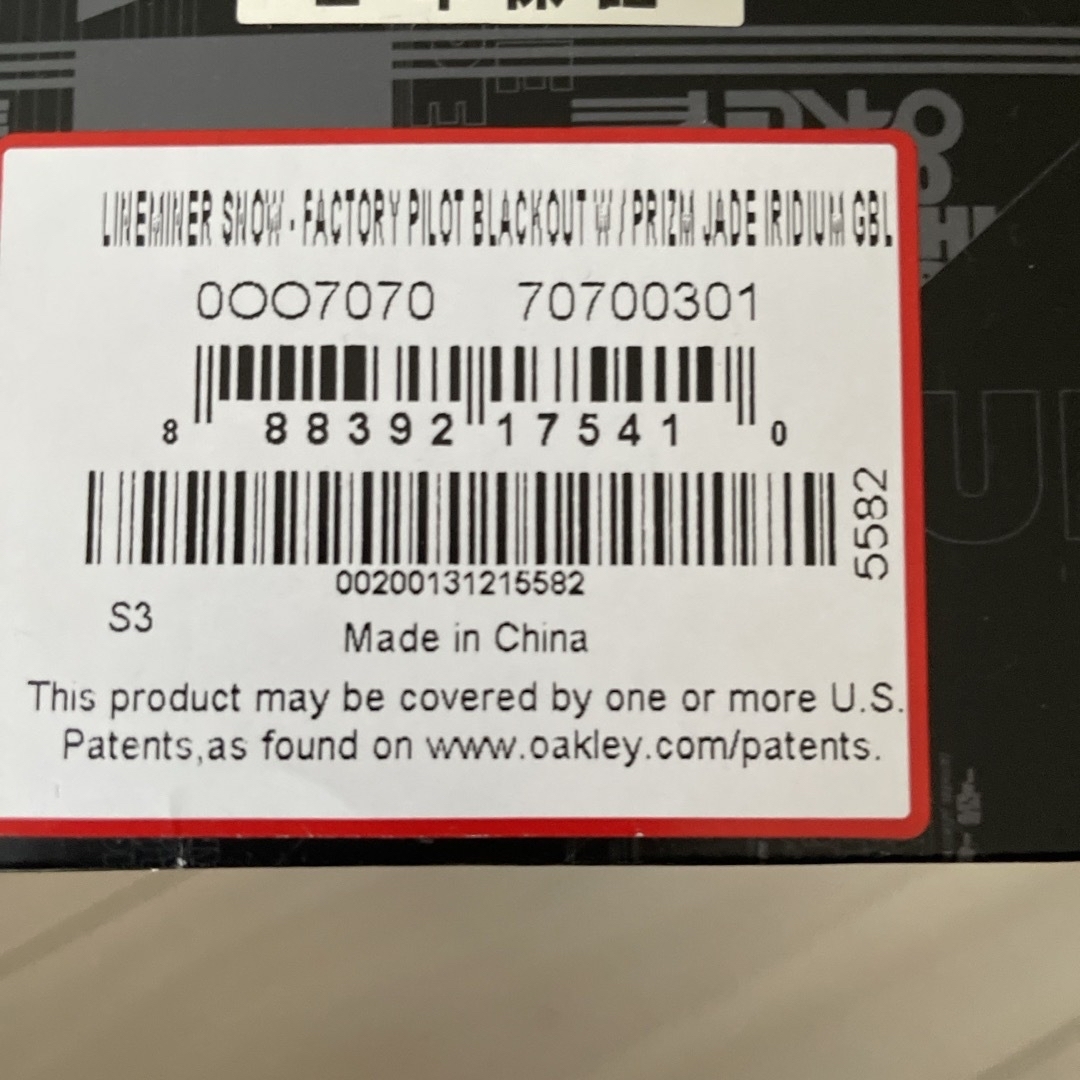 LINEMINER SNOW - FACTORY PILOT BLACKOUT W / PRIZM JADE IRIDIUM GBL
0OO7070 70700301
8 88392 17541 0
5582
00200131215582
S3
Made in China
This product may be covered by one or more U.S.
Patents,as found on www.oakley.com/patents.